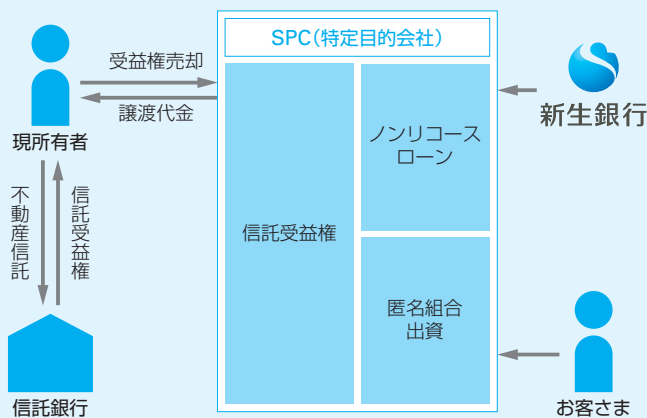 SPC（特定目的会社）
受益権売却
譲渡代金
現所有者
新生銀行
ノンリコース
ローン
不動産信託
信託受益権
信託受益権
匿名組合
出資
信託銀行
お客さま